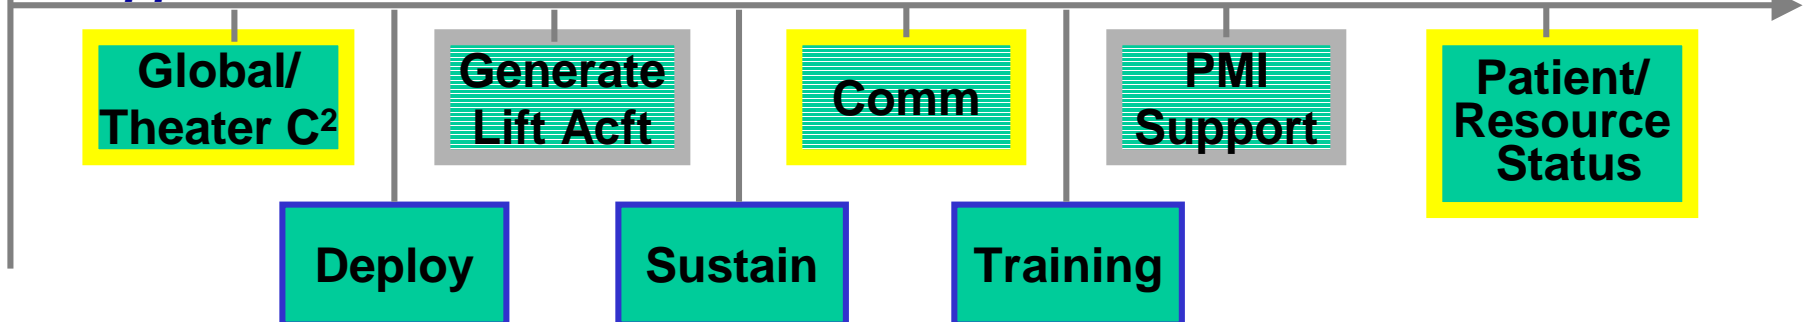 Global/
Theater C²
Generate
Lift Acft
Comm
PMI
Support
Patient/
Resource
Status
Deploy
Sustain
Training